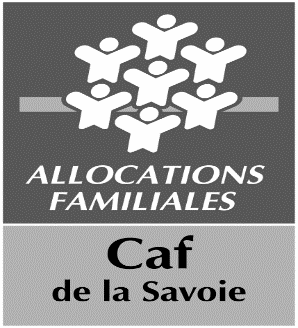 ALLOCATIONS
FAMILIALES
Caf
de la Savoie